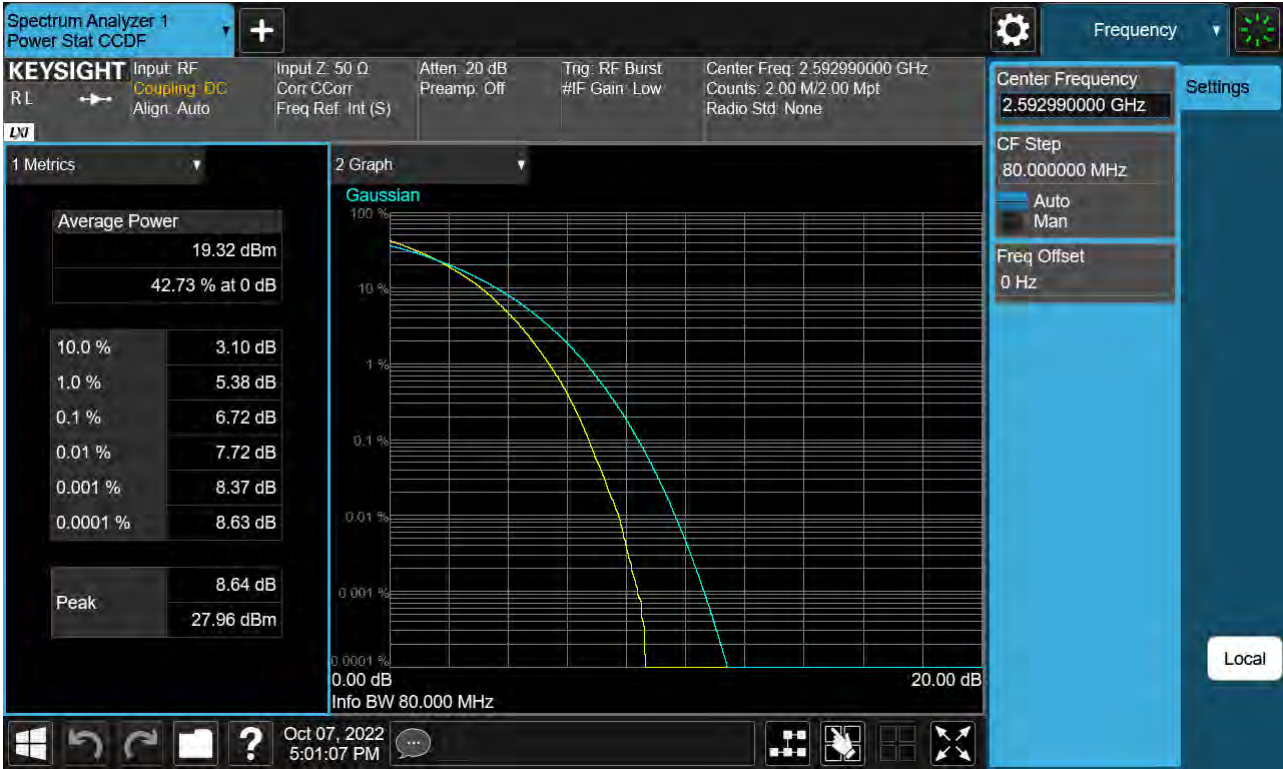 Spectrum Analyzer 1
Power Stat CCDF
+
Frequency
KEYSIGHT
R L
LXI
Input: RF
Coupling: DC
Align: Auto
Input Z: 50 Ω
Corr CCorr
Freq Ref: Int (S)
Atten: 20 dB
Preamp: Off
Trig: RF Burst
#IF Gain: Low
Center Freq: 2.592990000 GHz
Counts: 2.00 M/2.00 Mpt
Radio Std: None
Center Frequency
2.592990000 GHz
Settings
CF Step
80.000000 MHz
Auto
Man
Freq Offset
0 Hz
1 Metrics
Average Power
19.32 dBm
42.73 % at 0 dB
10.0 % 3.10 dB
1.0 % 5.38 dB
0.1 % 6.72 dB
0.01 % 7.72 dB
0.001 % 8.37 dB
0.0001 % 8.63 dB
Peak
8.64 dB
27.96 dBm
2 Graph
Gaussian
100 %
10 %
1 %
0.1 %
0.01 %
0.001 %
0.0001 %
0.00 dB 20.00 dB
Info BW 80.000 MHz
Local
?
Oct 07, 2022
5:01:07 PM